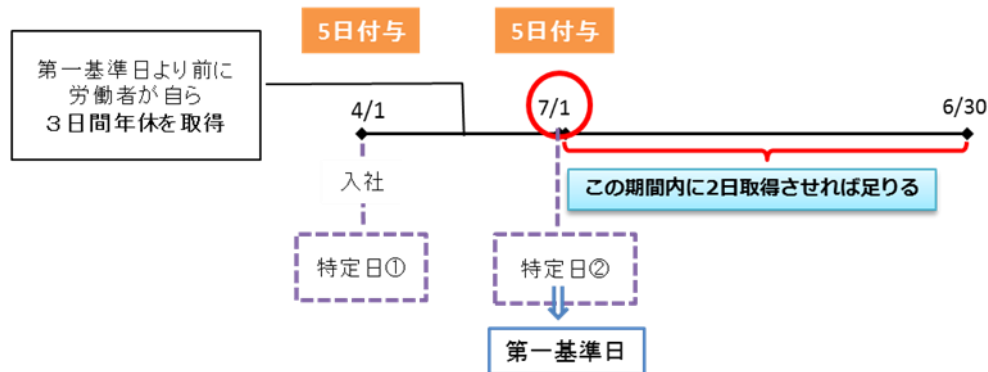 5日付与
5日付与
第一基準日より前に
労働者が自ら
3日間年休を取得
4/1
7/1
6/30
入社
この期間内に2日取得させれば足りる
特定日①
特定日②
第一基準日